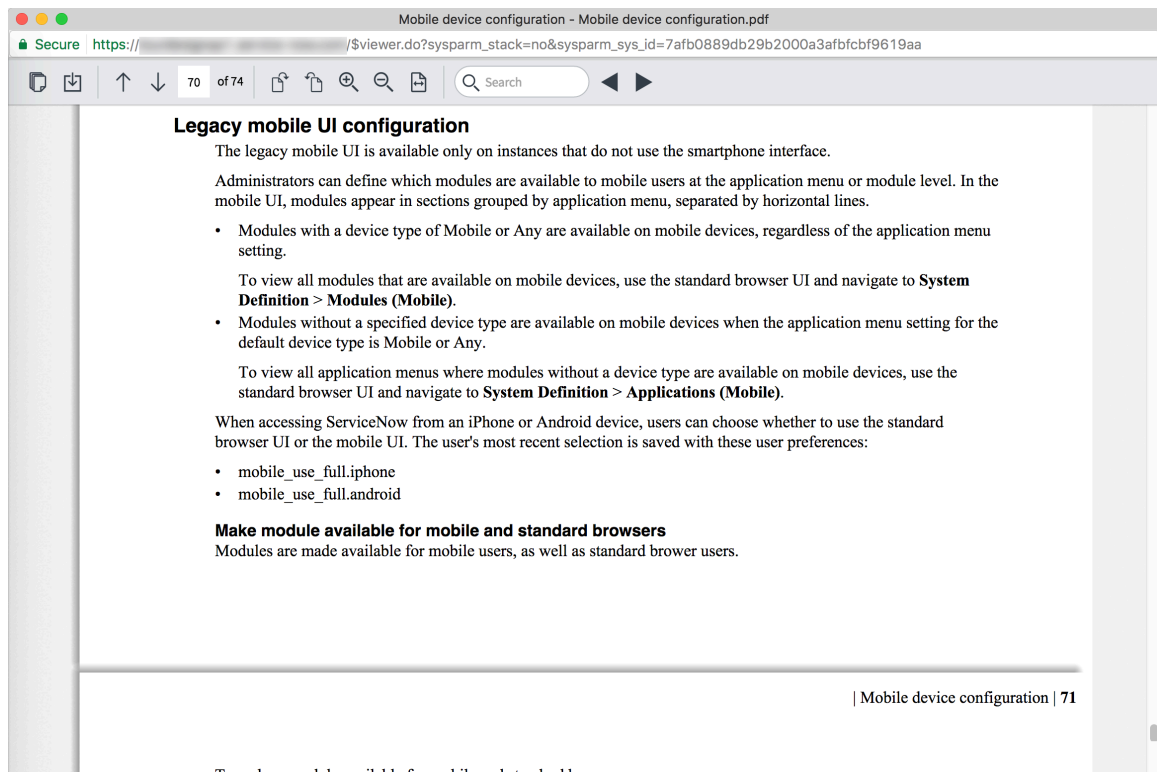 Mobile device configuration - Mobile device configuration.pdf
Secure https:// /$viewer.do?sysparm_stack=no&sysparm_sys_id=7afb0889db29b2000a3afbfcbf9619aa
70 of 74 Search
Legacy mobile UI configuration
The legacy mobile UI is available only on instances that do not use the smartphone interface.
Administrators can define which modules are available to mobile users at the application menu or module level. In the
mobile UI, modules appear in sections grouped by application menu, separated by horizontal lines.
• Modules with a device type of Mobile or Any are available on mobile devices, regardless of the application menu
setting.
To view all modules that are available on mobile devices, use the standard browser UI and navigate to System
Definition > Modules (Mobile).
• Modules without a specified device type are available on mobile devices when the application menu setting for the
default device type is Mobile or Any.
To view all application menus where modules without a device type are available on mobile devices, use the
standard browser UI and navigate to System Definition > Applications (Mobile).
When accessing ServiceNow from an iPhone or Android device, users can choose whether to use the standard
browser UI or the mobile UI. The user's most recent selection is saved with these user preferences:
• mobile_use_full.iphone
• mobile_use_full.android
Make module available for mobile and standard browsers
Modules are made available for mobile users, as well as standard brower users.
| Mobile device configuration | 71